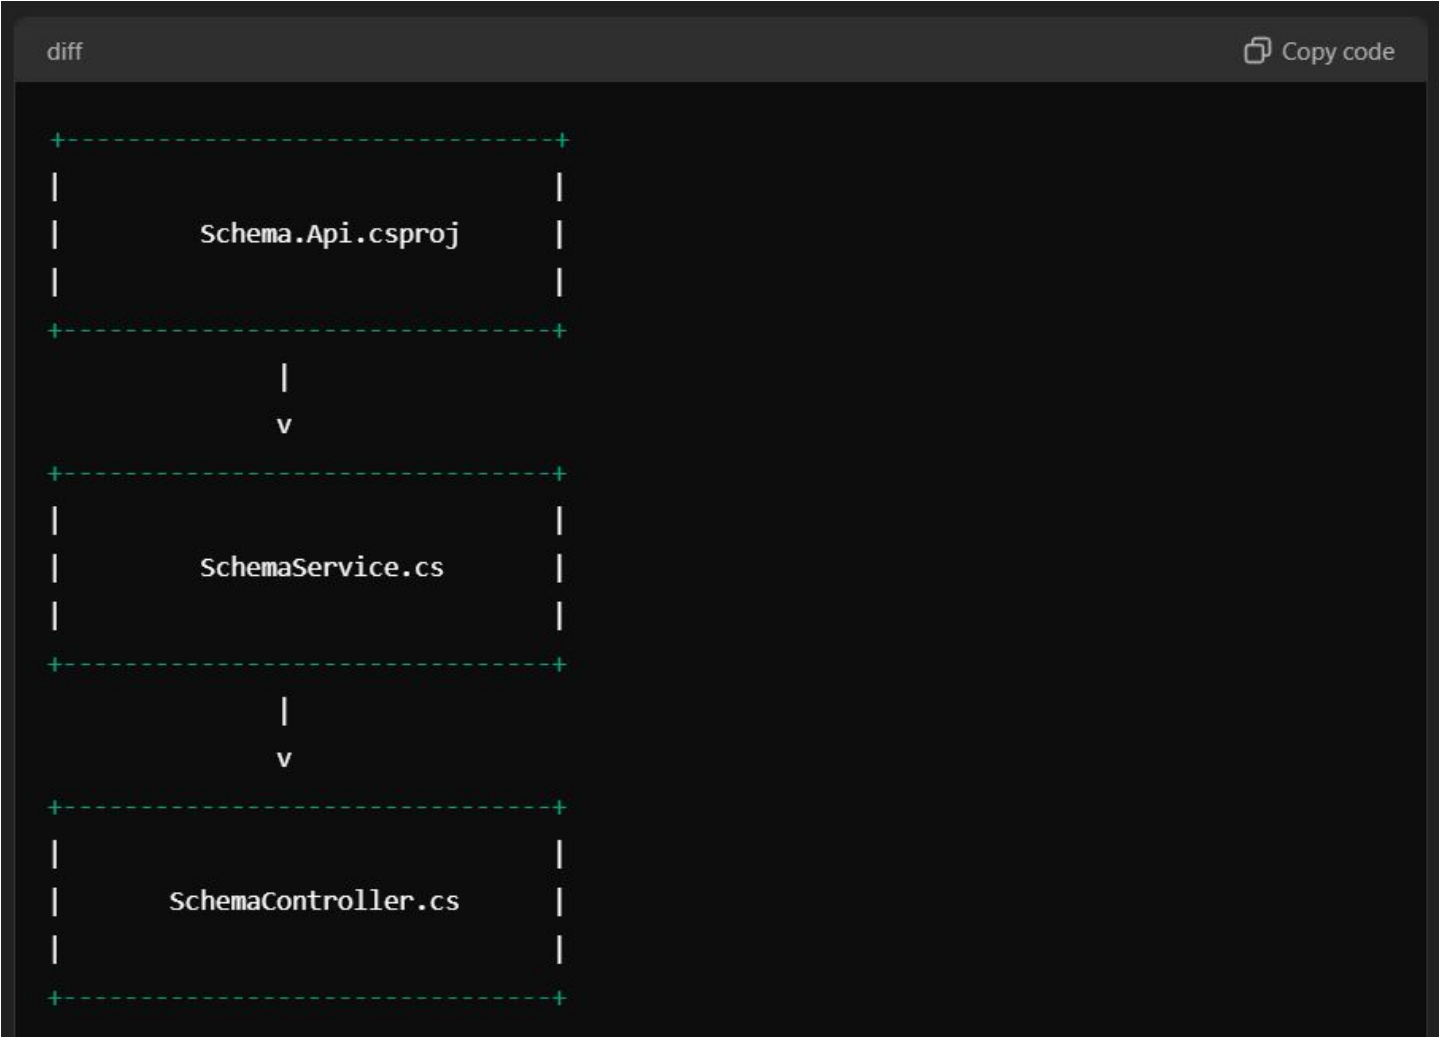 diff
Copy code
+--------------------------------+
|                                |
|         Schema.Api.csproj      |
|                                |
+--------------------------------+
               |
               v
+--------------------------------+
|                                |
|         SchemaService.cs       |
|                                |
+--------------------------------+
               |
               v
+--------------------------------+
|                                |
|       SchemaController.cs      |
|                                |
+--------------------------------+